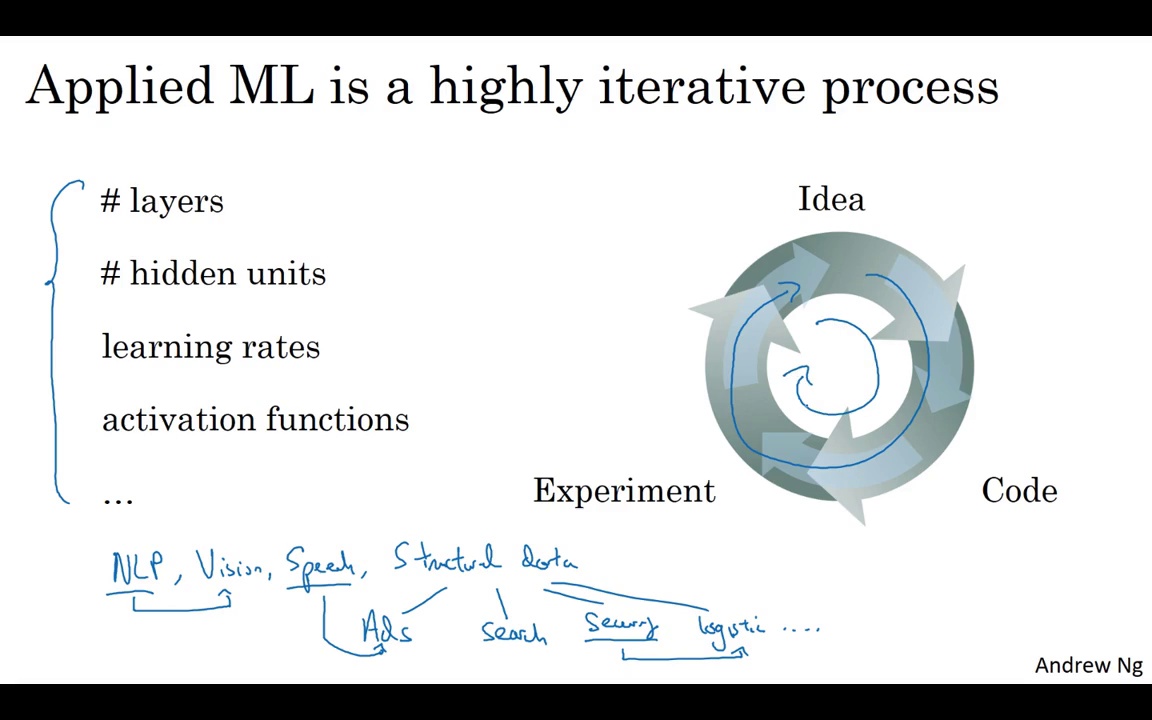 Applied ML is a highly iterative process
# layers
# hidden units
learning rates
activation functions
...
Idea
Experiment
Code
NLP, Vision, Speech, Structural data
Ads Search Security logistic ....
Andrew Ng